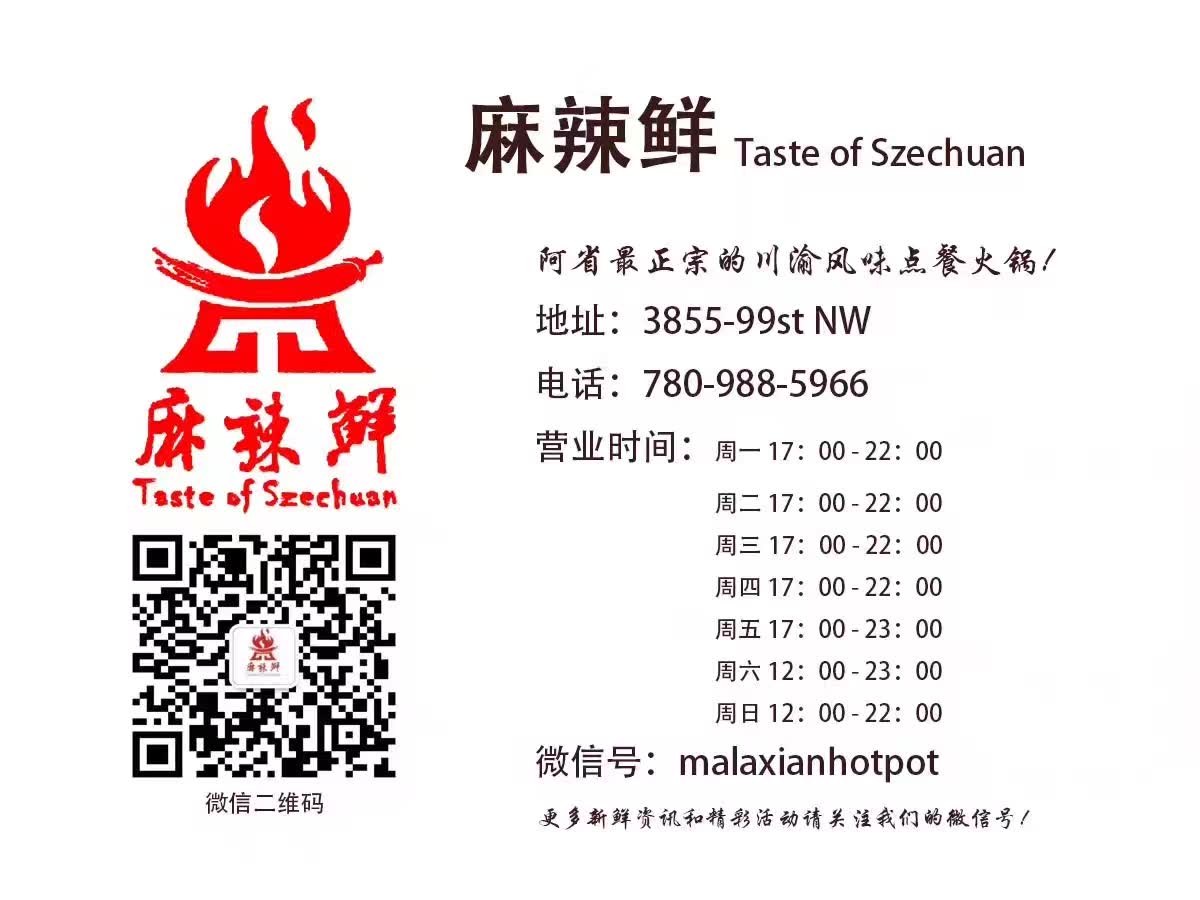 麻辣鲜 Taste of Szechuan
阿省最正宗的川渝风味点餐火锅!
地址：3855-99st NW
电话：780-988-5966
营业时间：周一 17：00 - 22：00
周二 17：00 - 22：00
周三 17：00 - 22：00
周四 17：00 - 22：00
周五 17：00 - 23：00
周六 12：00 - 23：00
周日 12：00 - 22：00
微信号：malaxianhotpot
更多新鲜资讯和精彩活动请关注我们的微信号!
麻辣鲜
Taste of Szechuan
麻辣鲜
微信二维码